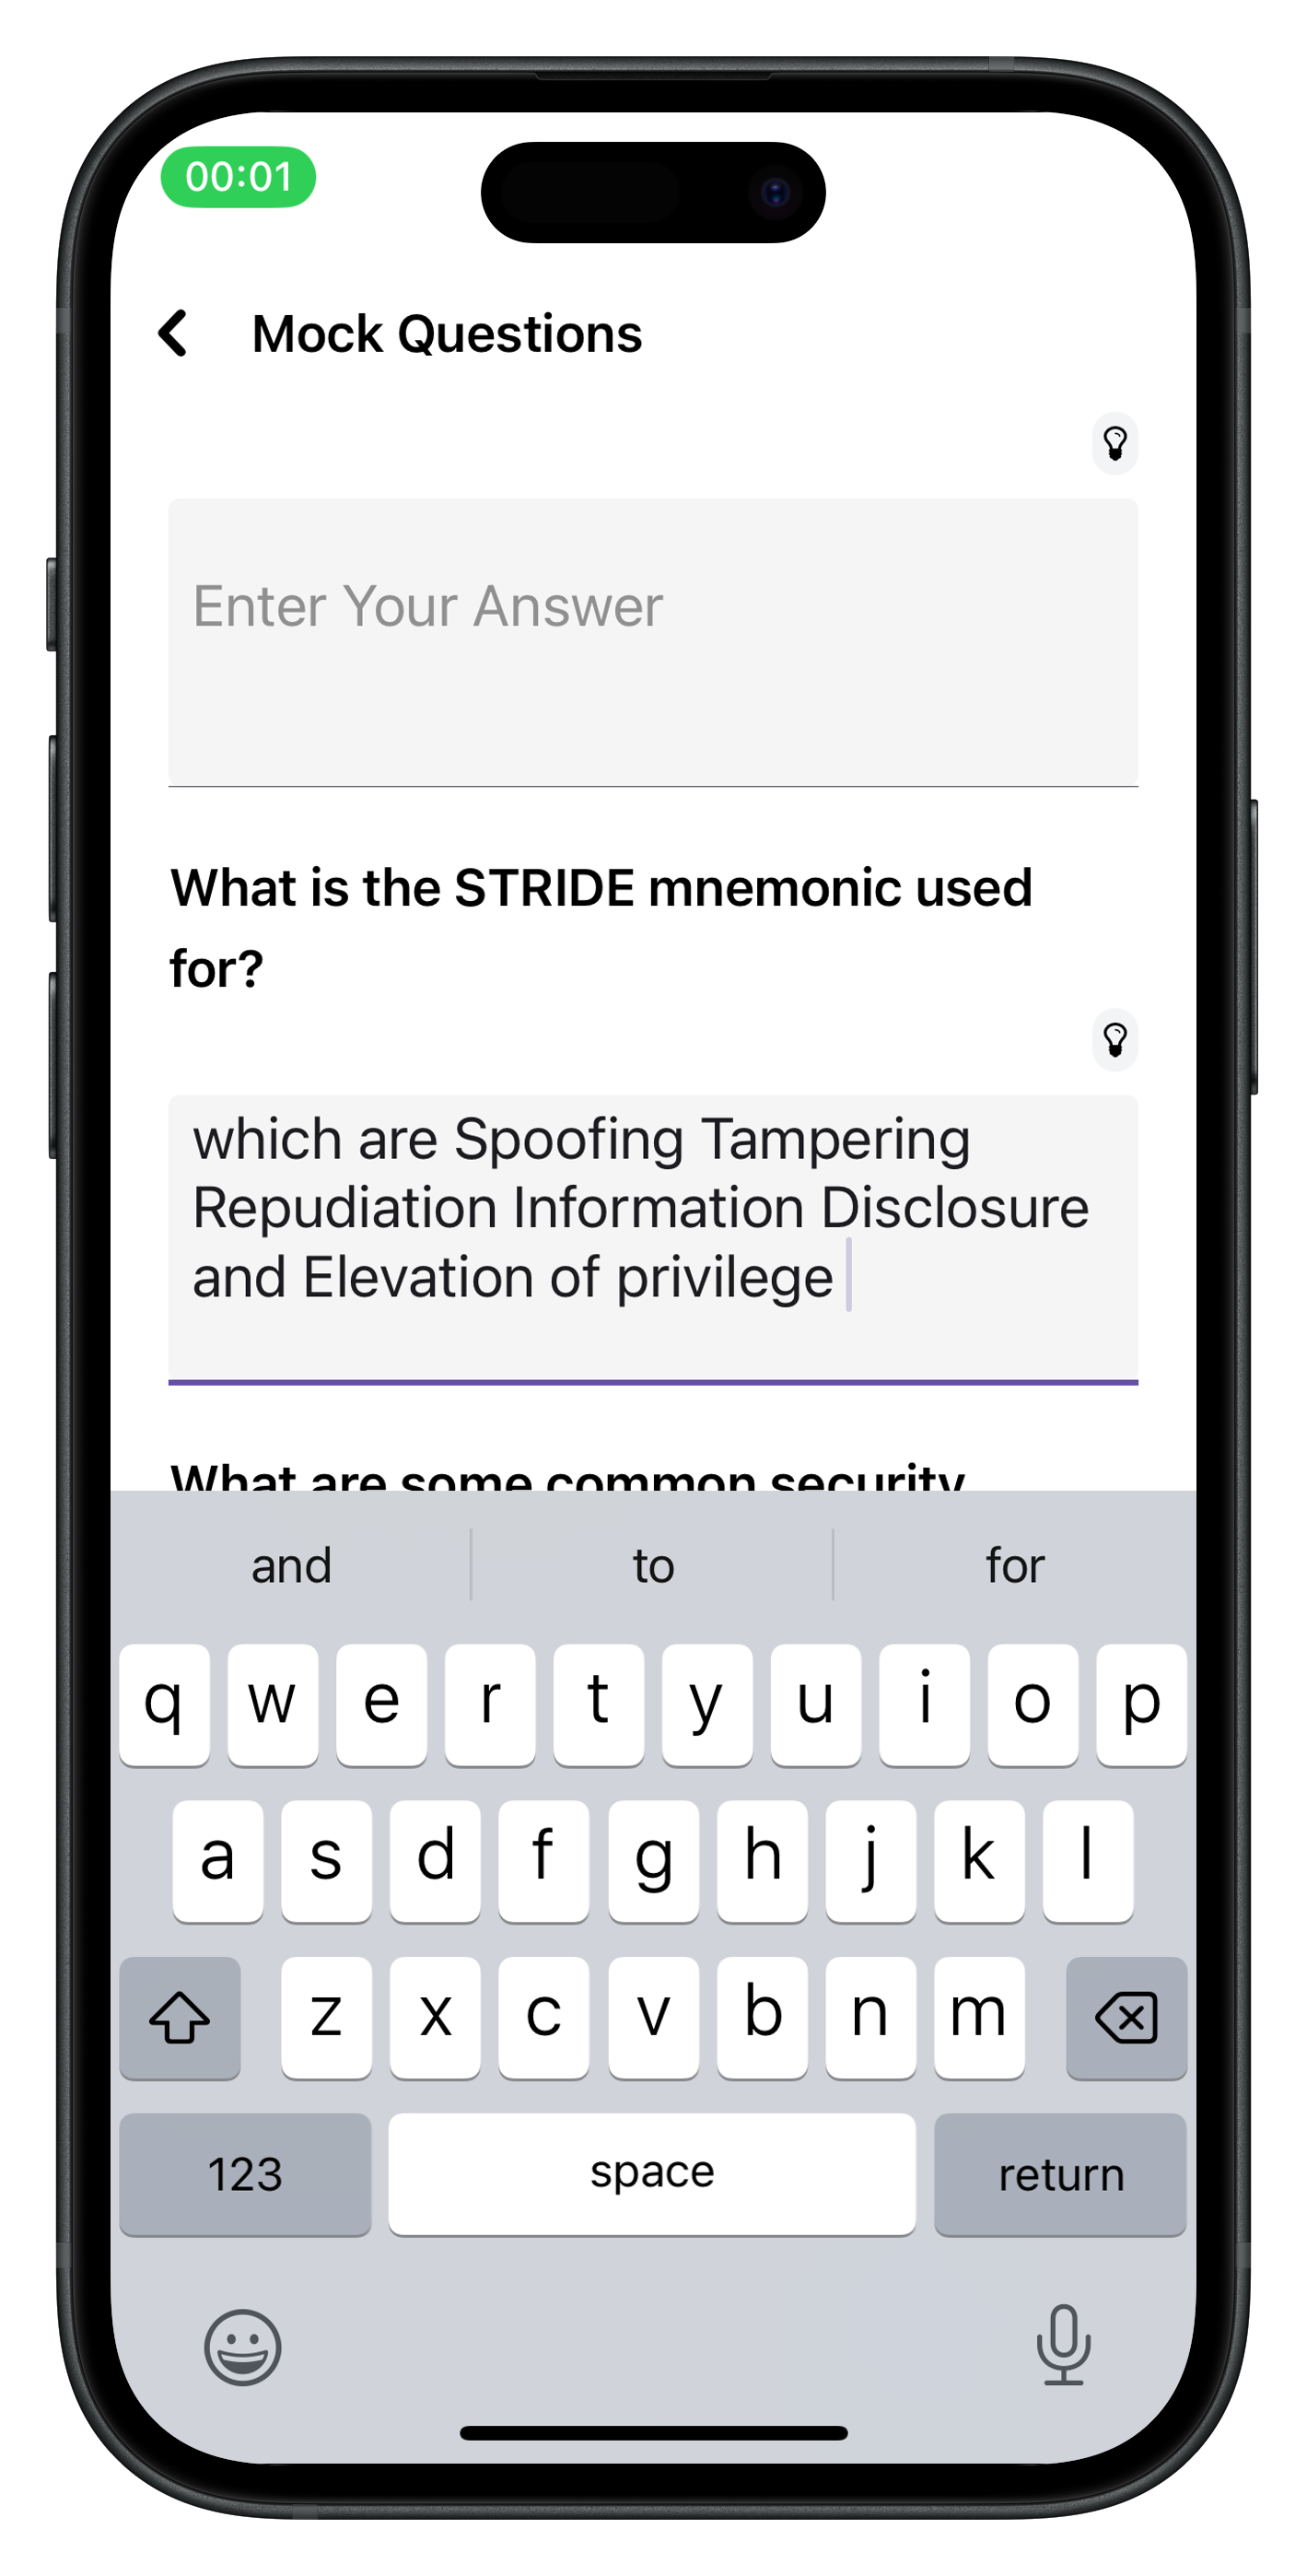 00:01
Mock Questions
Enter Your Answer
What is the STRIDE mnemonic used
for?
which are Spoofing Tampering
Repudiation Information Disclosure
and Elevation of privilege
What are some common security
and to for
q w e r t y u i o p
a s d f g h j k l
z x c v b n m
123 space return